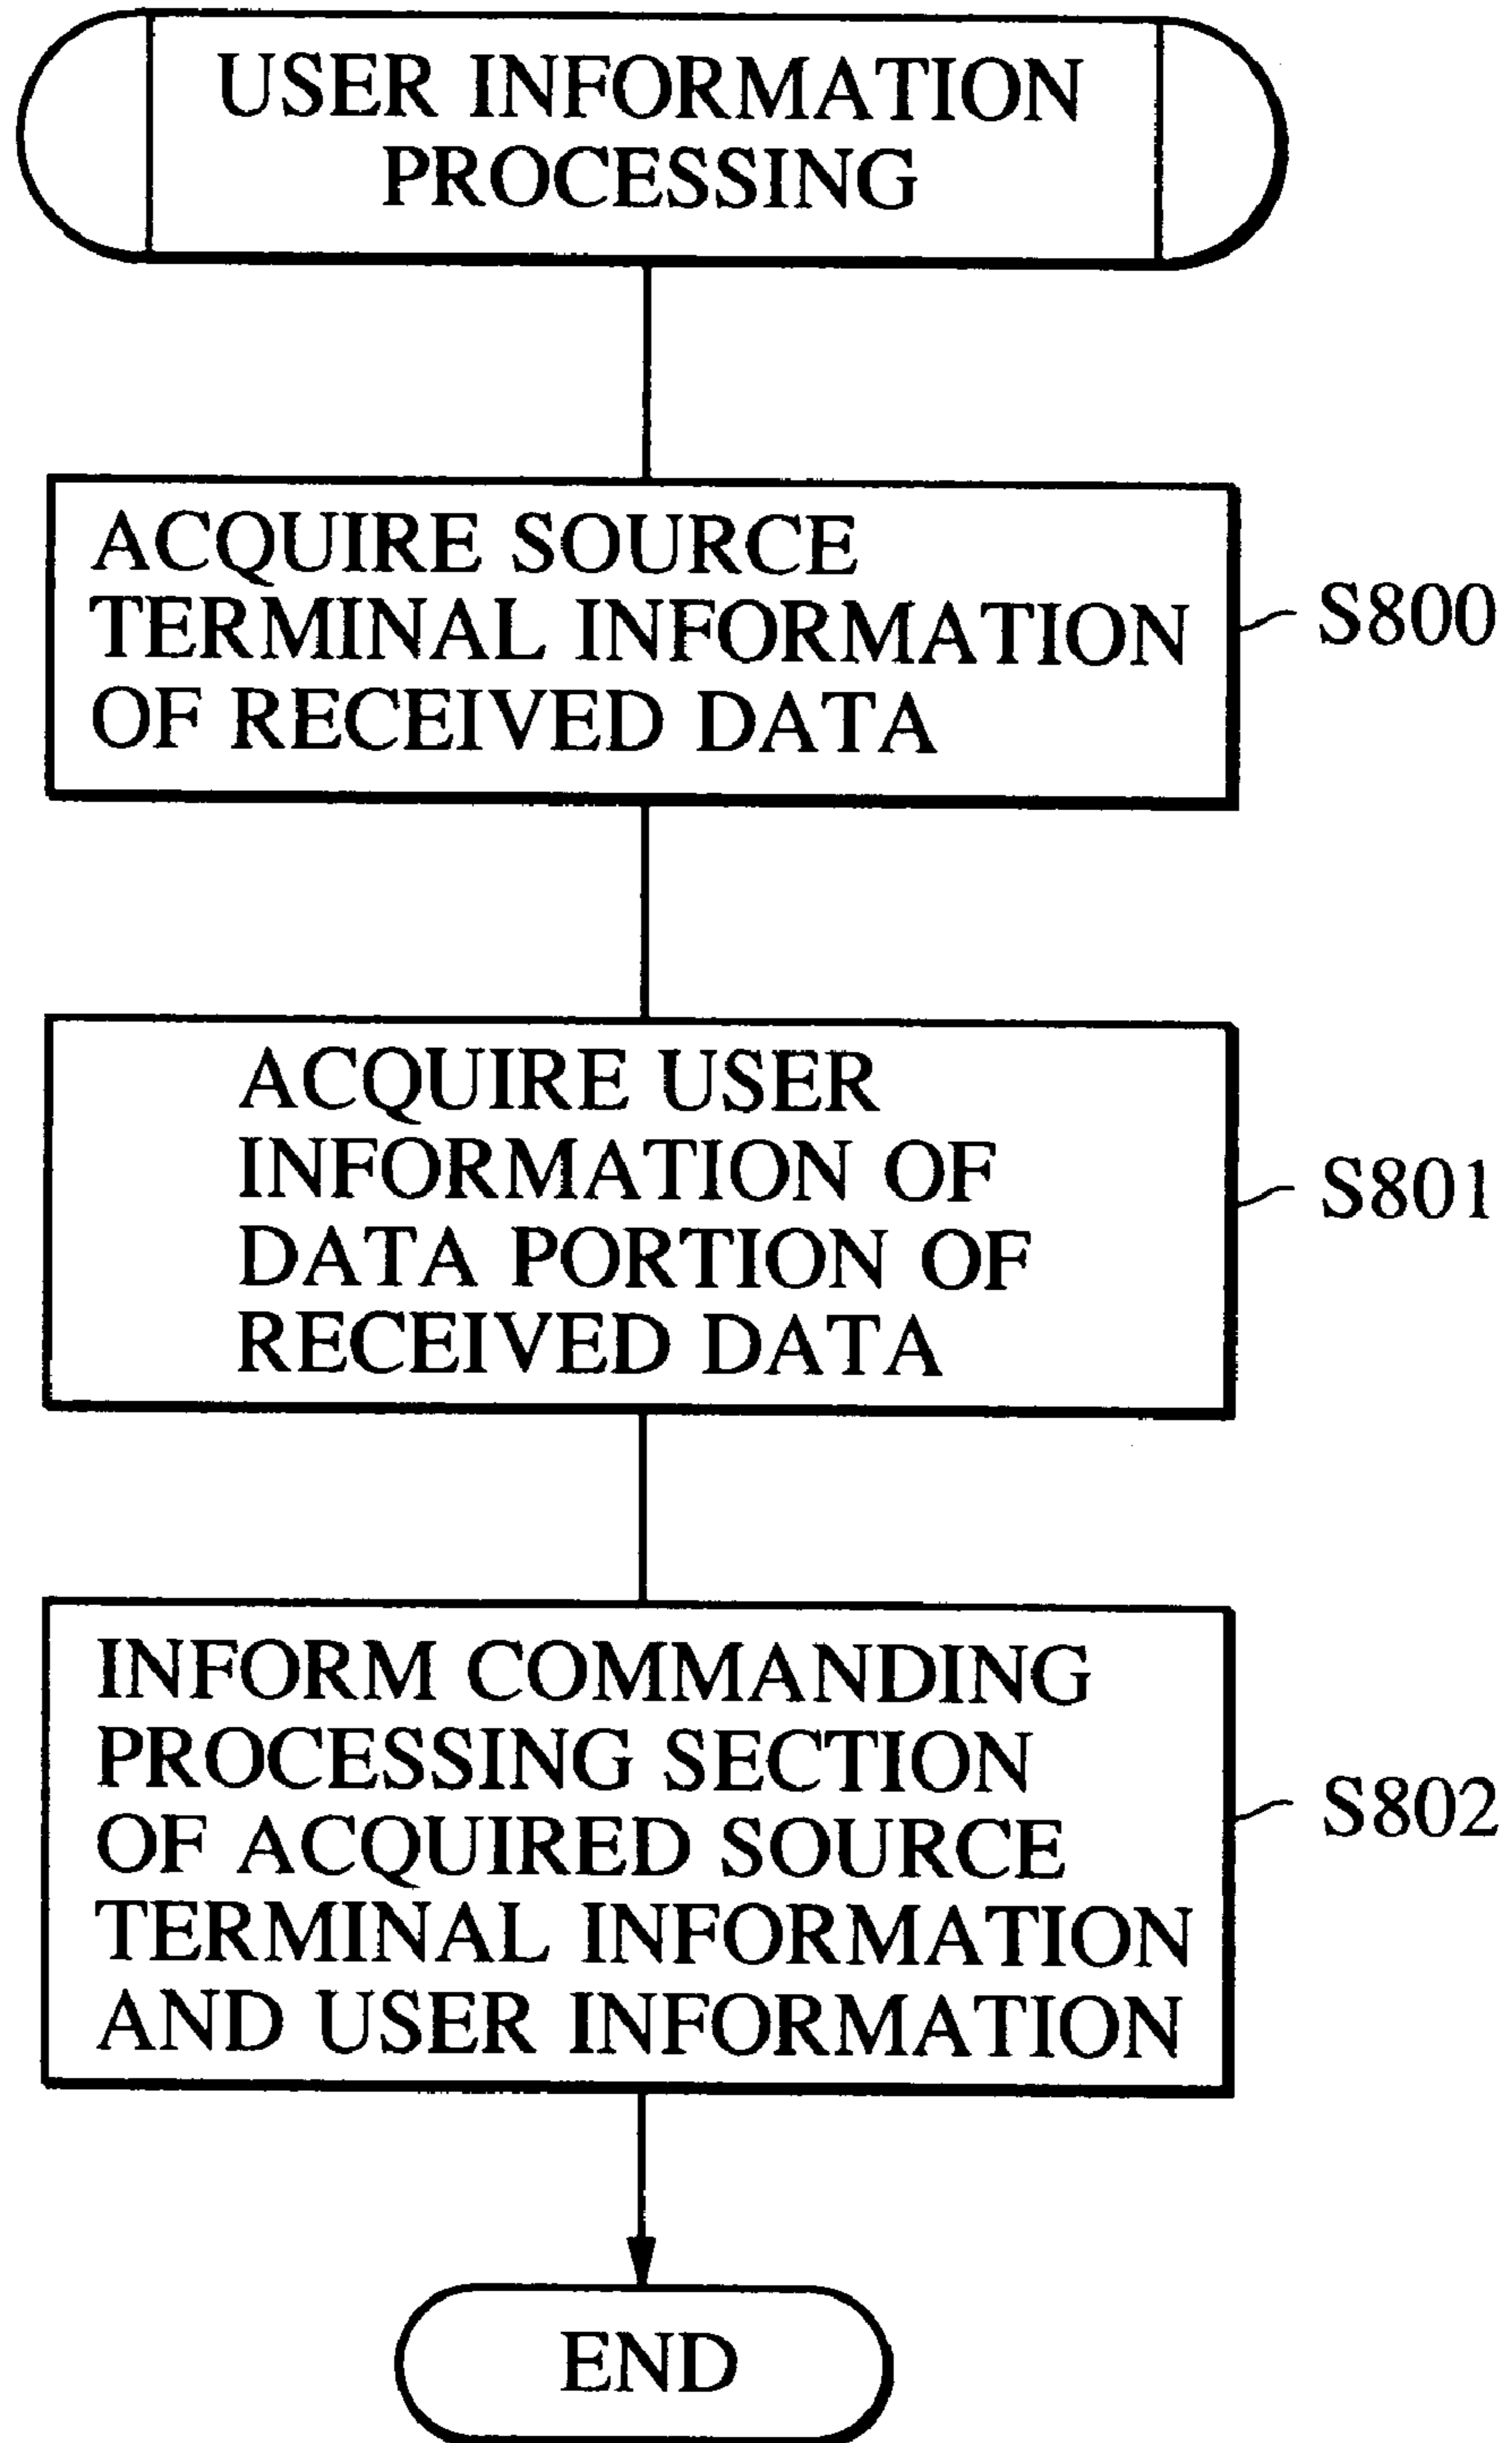 USER INFORMATION
PROCESSING
ACQUIRE SOURCE
TERMINAL INFORMATION
OF RECEIVED DATA
S800
ACQUIRE USER
INFORMATION OF
DATA PORTION OF
RECEIVED DATA
S801
INFORM COMMANDING
PROCESSING SECTION
OF ACQUIRED SOURCE
TERMINAL INFORMATION
AND USER INFORMATION
S802
END